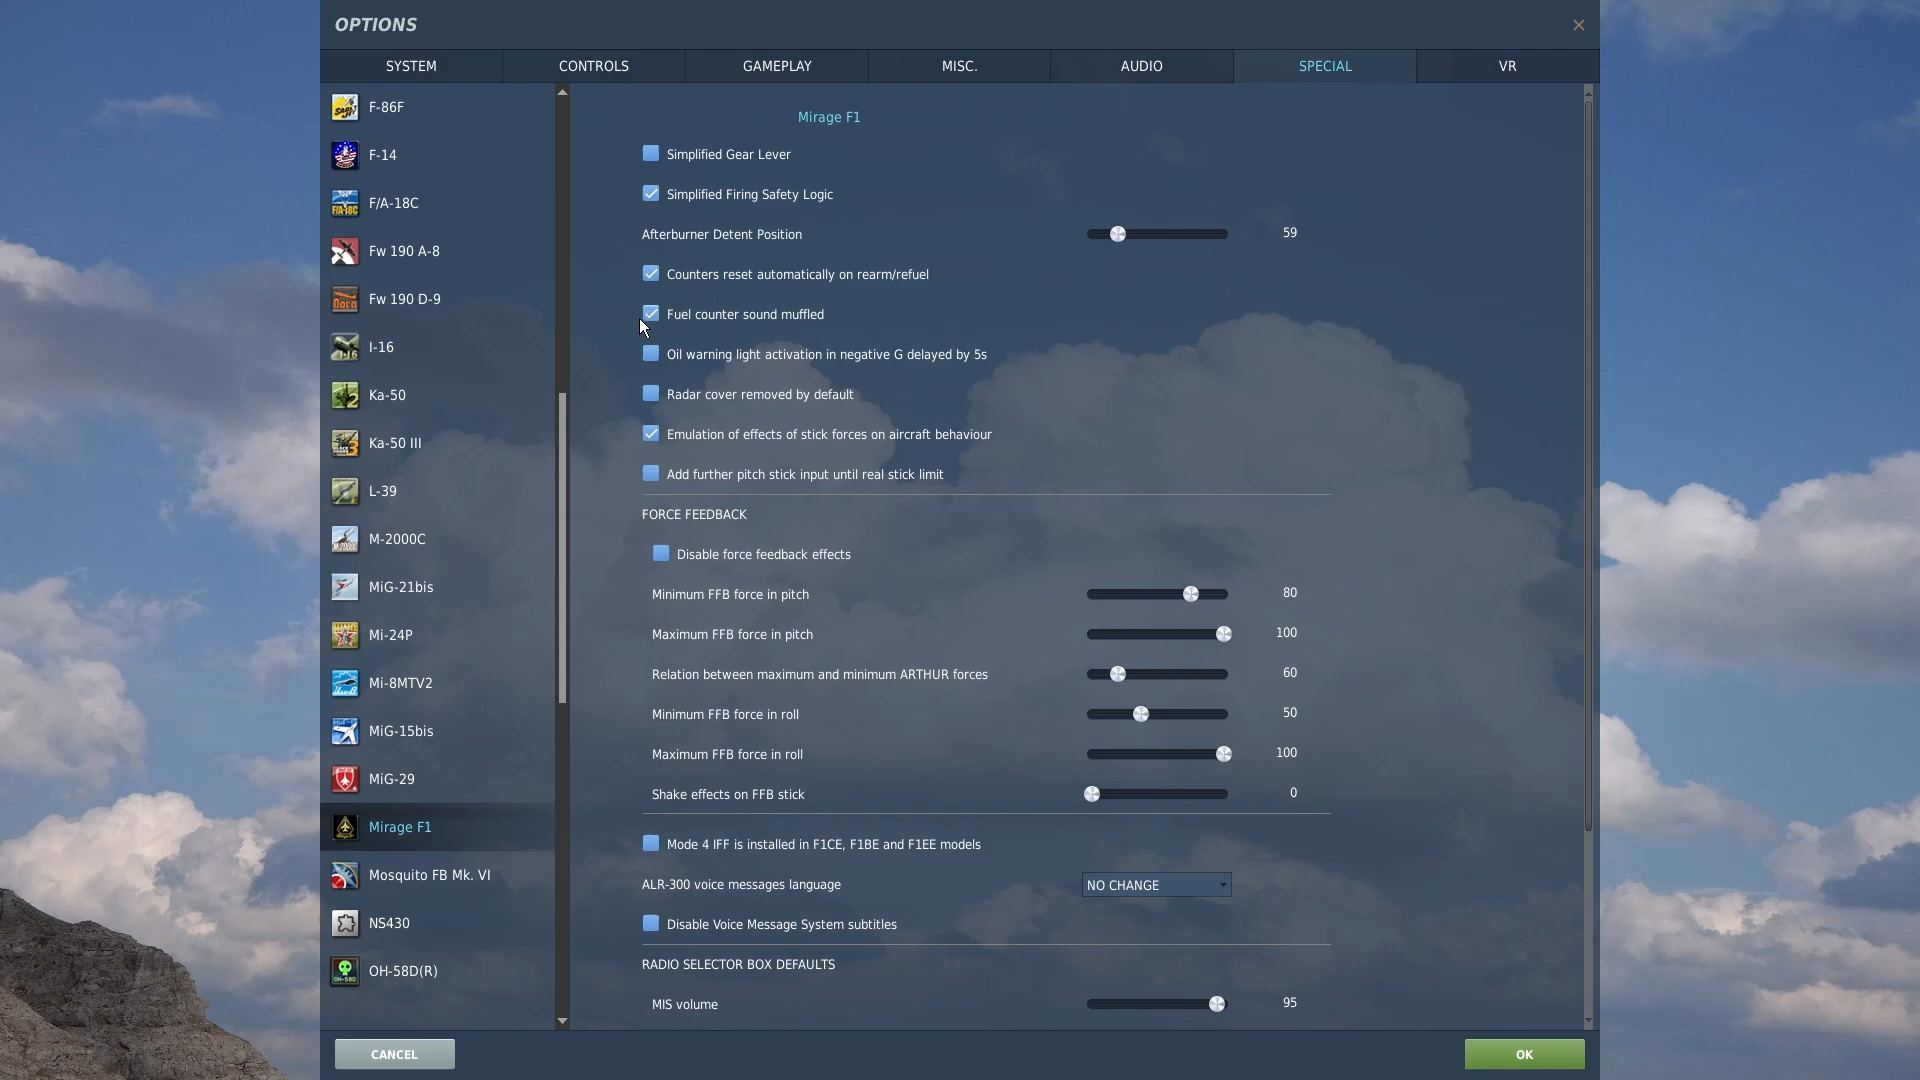 OPTIONS
SYSTEM
CONTROLS
GAMEPLAY
MISC.
AUDIO
SPECIAL
VR
F-86F
F-14
F/A-18C
Fw 190 A-8
Fw 190 D-9
I-16
Ka-50
Ka-50 III
L-39
M-2000C
MiG-21bis
Mi-24P
Mi-8MTV2
MiG-15bis
MiG-29
Mirage F1
Mosquito FB Mk. VI
NS430
OH-58D(R)
Mirage F1
Simplified Gear Lever
Simplified Firing Safety Logic
Afterburner Detent Position 59
Counters reset automatically on rearm/refuel
Fuel counter sound muffled
Oil warning light activation in negative G delayed by 5s
Radar cover removed by default
Emulation of effects of stick forces on aircraft behaviour
Add further pitch stick input until real stick limit
FORCE FEEDBACK
Disable force feedback effects
Minimum FFB force in pitch 80
Maximum FFB force in pitch 100
Relation between maximum and minimum ARTHUR forces 60
Minimum FFB force in roll 50
Maximum FFB force in roll 100
Shake effects on FFB stick 0
Mode 4 IFF is installed in F1CE, F1BE and F1EE models
ALR-300 voice messages language NO CHANGE
Disable Voice Message System subtitles
RADIO SELECTOR BOX DEFAULTS
MIS volume 95
CANCEL
OK